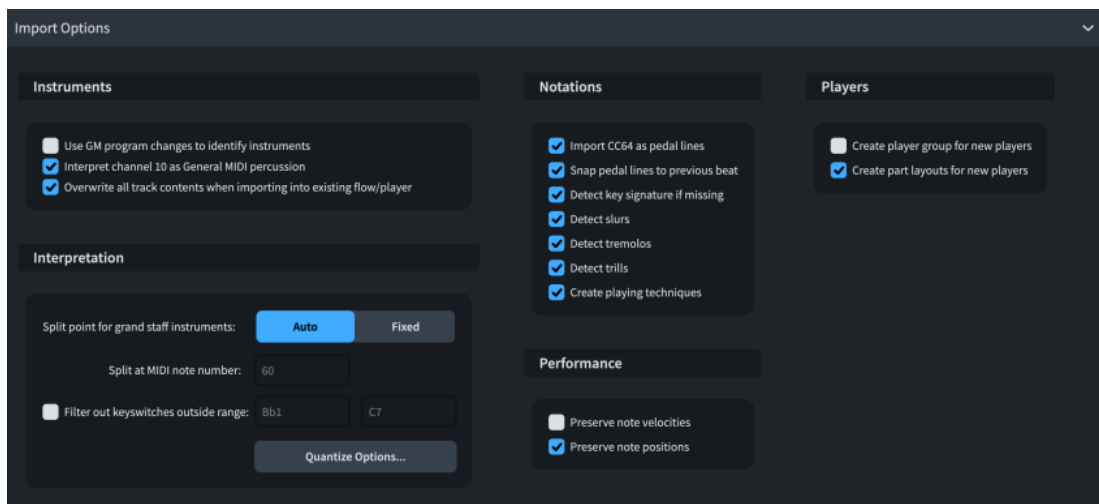 Import Options
Instruments
Use GM program changes to identify instruments
Interpret channel 10 as General MIDI percussion
Overwrite all track contents when importing into existing flow/player
Interpretation
Split point for grand staff instruments: Auto Fixed
Split at MIDI note number: 60
Filter out keyswitches outside range: Bb1 C7
Quantize Options...
Notations
Import CC64 as pedal lines
Snap pedal lines to previous beat
Detect key signature if missing
Detect slurs
Detect tremolos
Detect trills
Create playing techniques
Performance
Preserve note velocities
Preserve note positions
Players
Create player group for new players
Create part layouts for new players